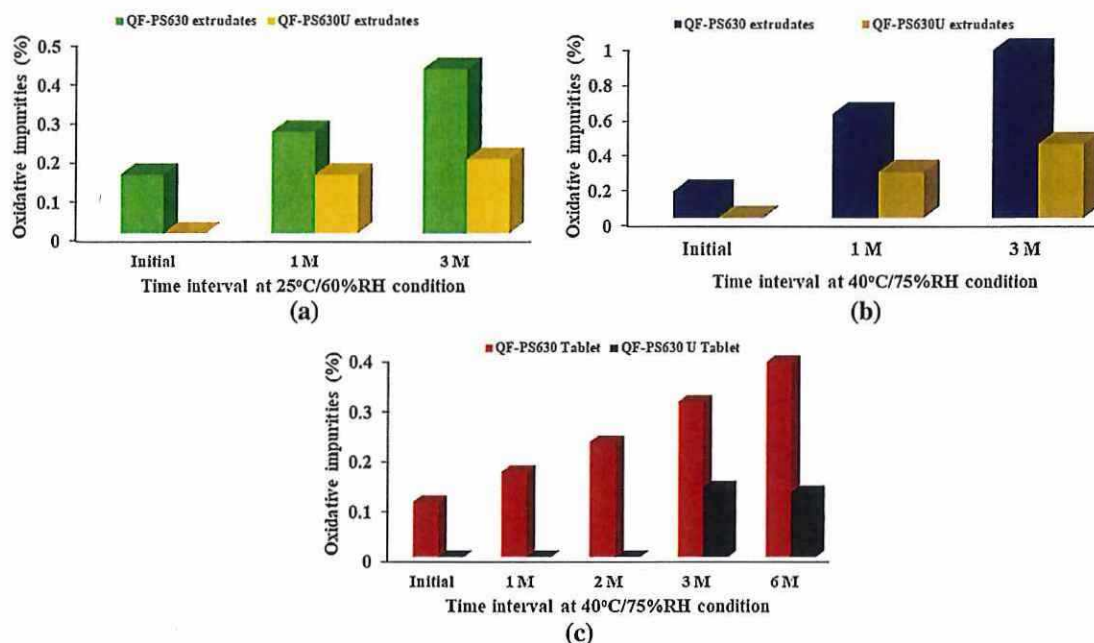 QF-PS630 extrudates QF-PS630U extrudates
Oxidative impurities (%)
0.5
0.4
0.3
0.2
0.1
0
Initial 1 M 3 M
Time interval at 25°C/60%RH condition
(a)
QF-PS630 extrudates QF-PS630U extrudates
Oxidative impurities (%)
1
0.8
0.6
0.4
0.2
0
Initial 1 M 3 M
Time interval at 40°C/75%RH condition
(b)
QF-PS630 Tablet QF-PS630 U Tablet
Oxidative impurities (%)
0.4
0.3
0.2
0.1
0
Initial 1 M 2 M 3 M 6 M
Time interval at 40°C/75%RH condition
(c)